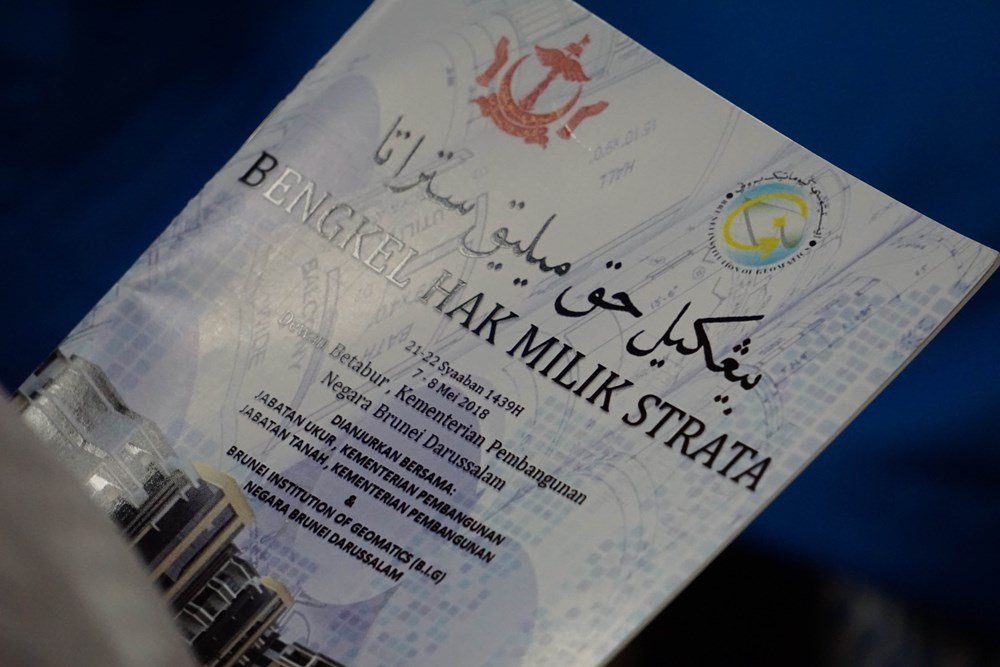 بيڠكيل حق ميليق ستراتا
BENGKEL HAK MILIK STRATA
21-22 Syaaban 1439H
7-8 Mei 2018
Dewan Betabur, Kementerian Pembangunan
Negara Brunei Darussalam
DIANJURKAN BERSAMA:
JABATAN UKUR, KEMENTERIAN PEMBANGUNAN
JABATAN TANAH, KEMENTERIAN PEMBANGUNAN
&
BRUNEI INSTITUTION OF GEOMATICS (B.I.G)
NEGARA BRUNEI DARUSSALAM